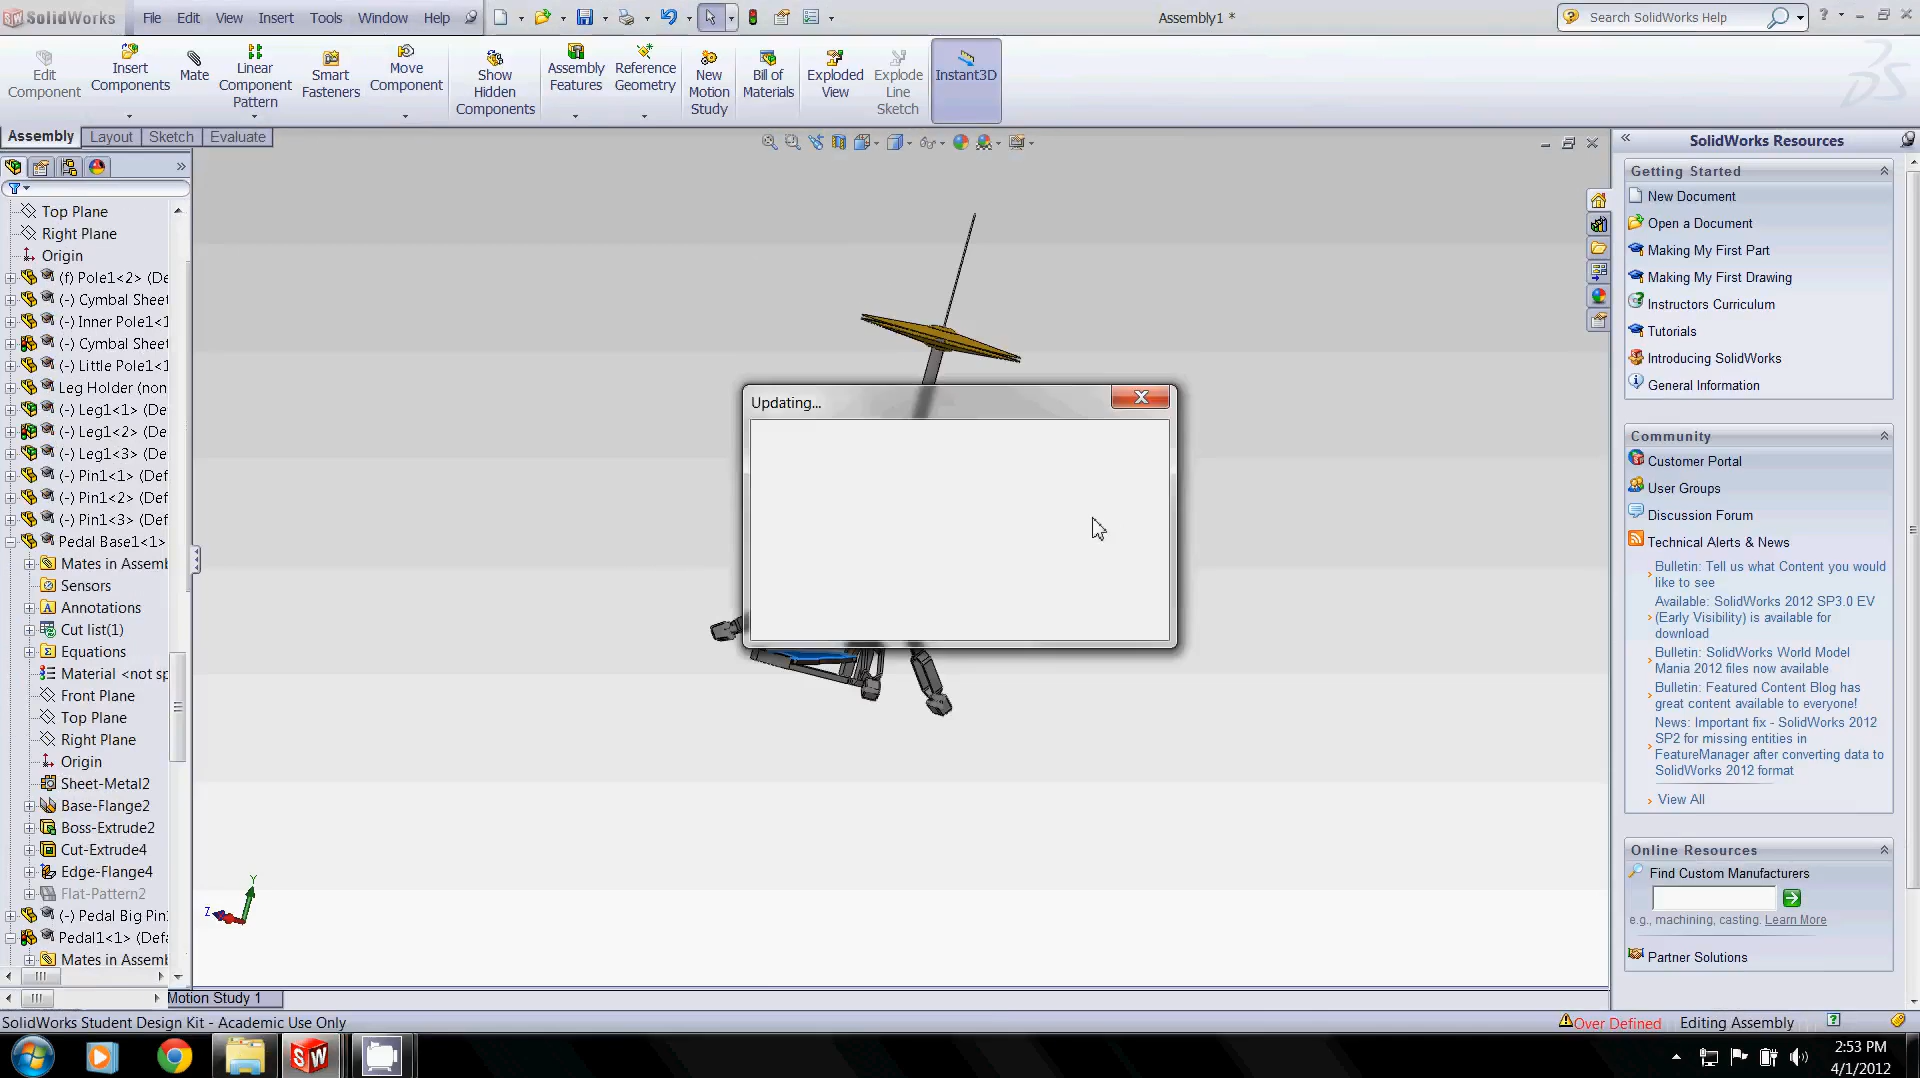 SolidWorks File Edit View Insert Tools Window Help Assembly1 * Search SolidWorks Help
Edit Component
Insert Components
Mate
Linear Component Pattern
Smart Fasteners
Move Component
Show Hidden Components
Assembly Features
Reference Geometry
New Motion Study
Bill of Materials
Exploded View
Explode Line Sketch
Instant3D
Assembly Layout Sketch Evaluate
Top Plane
Right Plane
Origin
(f) Pole1<2> (De
(-) Cymbal Sheet
(-) Inner Pole1<1
(-) Cymbal Sheet
(-) Little Pole1<1
Leg Holder (non
(-) Leg1<1> (De
(-) Leg1<2> (De
(-) Leg1<3> (De
(-) Pin1<1> (Def
(-) Pin1<2> (Def
(-) Pin1<3> (Def
Pedal Base1<1>
Mates in Assemb
Sensors
Annotations
Cut list(1)
Equations
Material <not sp
Front Plane
Top Plane
Right Plane
Origin
Sheet-Metal2
Base-Flange2
Boss-Extrude2
Cut-Extrude4
Edge-Flange4
Flat-Pattern2
(-) Pedal Big Pin
Pedal1<1> (Defa
Mates in Assemb
Motion Study 1
Updating...
Y
Z
SolidWorks Resources
Getting Started
New Document
Open a Document
Making My First Part
Making My First Drawing
Instructors Curriculum
Tutorials
Introducing SolidWorks
General Information
Community
Customer Portal
User Groups
Discussion Forum
Technical Alerts & News
Bulletin: Tell us what Content you would
like to see
Available: SolidWorks 2012 SP3.0 EV
(Early Visibility) is available for
download
Bulletin: SolidWorks World Model
Mania 2012 files now available
Bulletin: Featured Content Blog has
great content available to everyone!
News: Important fix - SolidWorks 2012
SP2 for missing entities in
FeatureManager after converting data to
SolidWorks 2012 format
View All
Online Resources
Find Custom Manufacturers
e.g., machining, casting. Learn More
Partner Solutions
SolidWorks Student Design Kit - Academic Use Only
Over Defined Editing Assembly
2:53 PM
4/1/2012